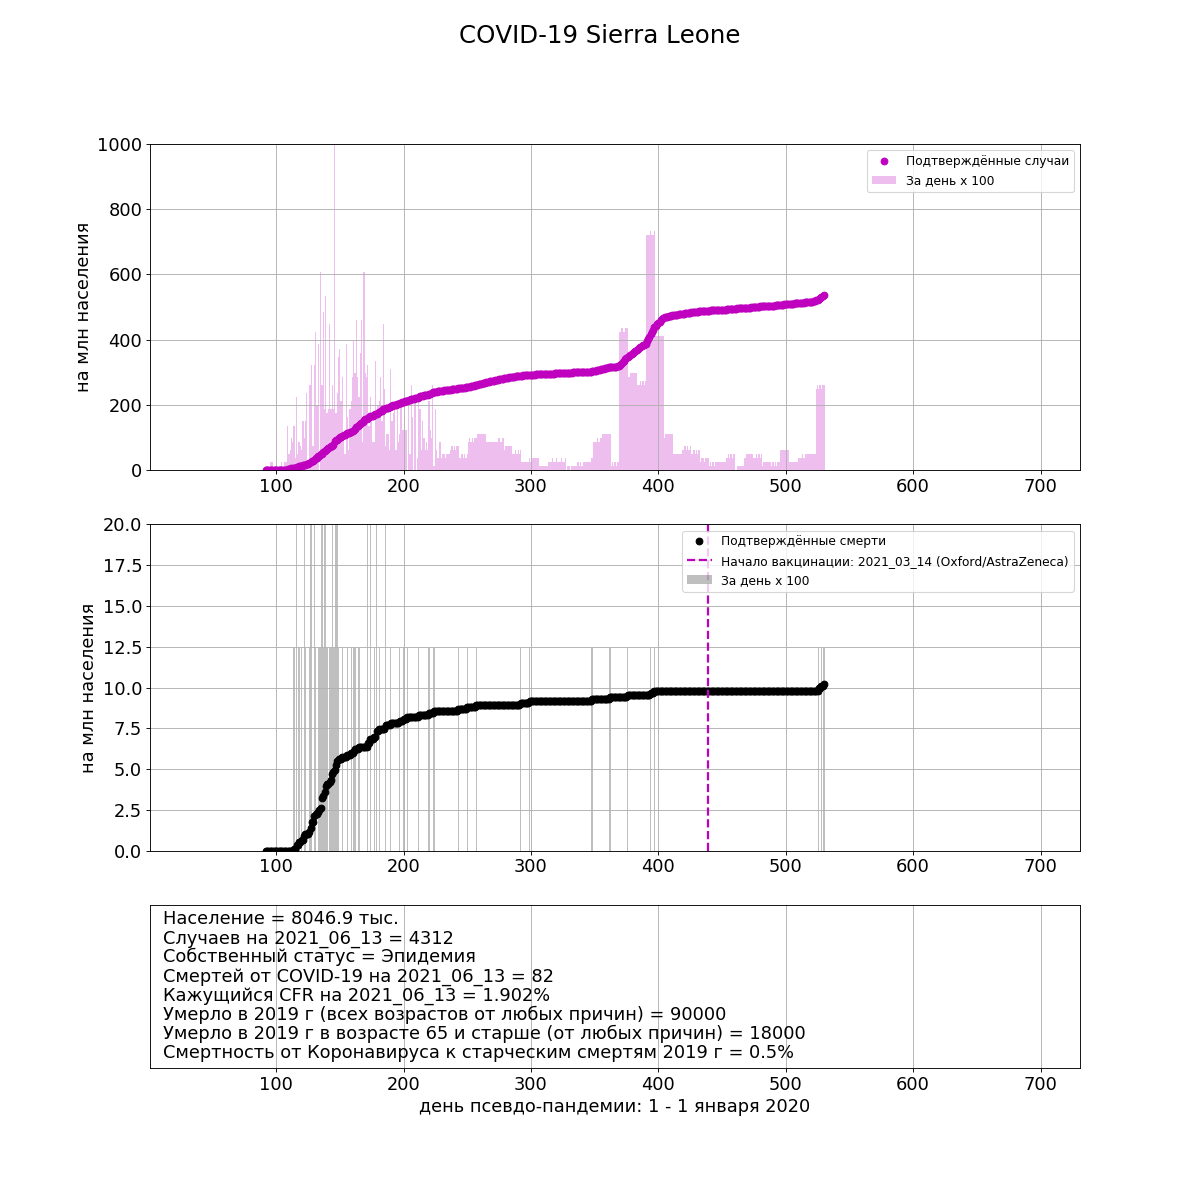 COVID-19 Sierra Leone
1000
800
600
400
200
0
на млн населения
Подтверждённые случаи
За день x 100
100 200 300 400 500 600 700
20.0
17.5
15.0
12.5
10.0
7.5
5.0
2.5
0.0
на млн населения
Подтверждённые смерти
Начало вакцинации: 2021_03_14 (Oxford/AstraZeneca)
За день x 100
100 200 300 400 500 600 700
Население = 8046.9 тыс.
Случаев на 2021_06_13 = 4312
Собственный статус = Эпидемия
Смертей от COVID-19 на 2021_06_13 = 82
Кажущийся CFR на 2021_06_13 = 1.902%
Умерло в 2019 г (всех возрастов от любых причин) = 90000
Умерло в 2019 г в возрасте 65 и старше (от любых причин) = 18000
Смертность от Коронавируса к старческим смертям 2019 г = 0.5%
100 200 300 400 500 600 700
день псевдо-пандемии: 1 - 1 января 2020